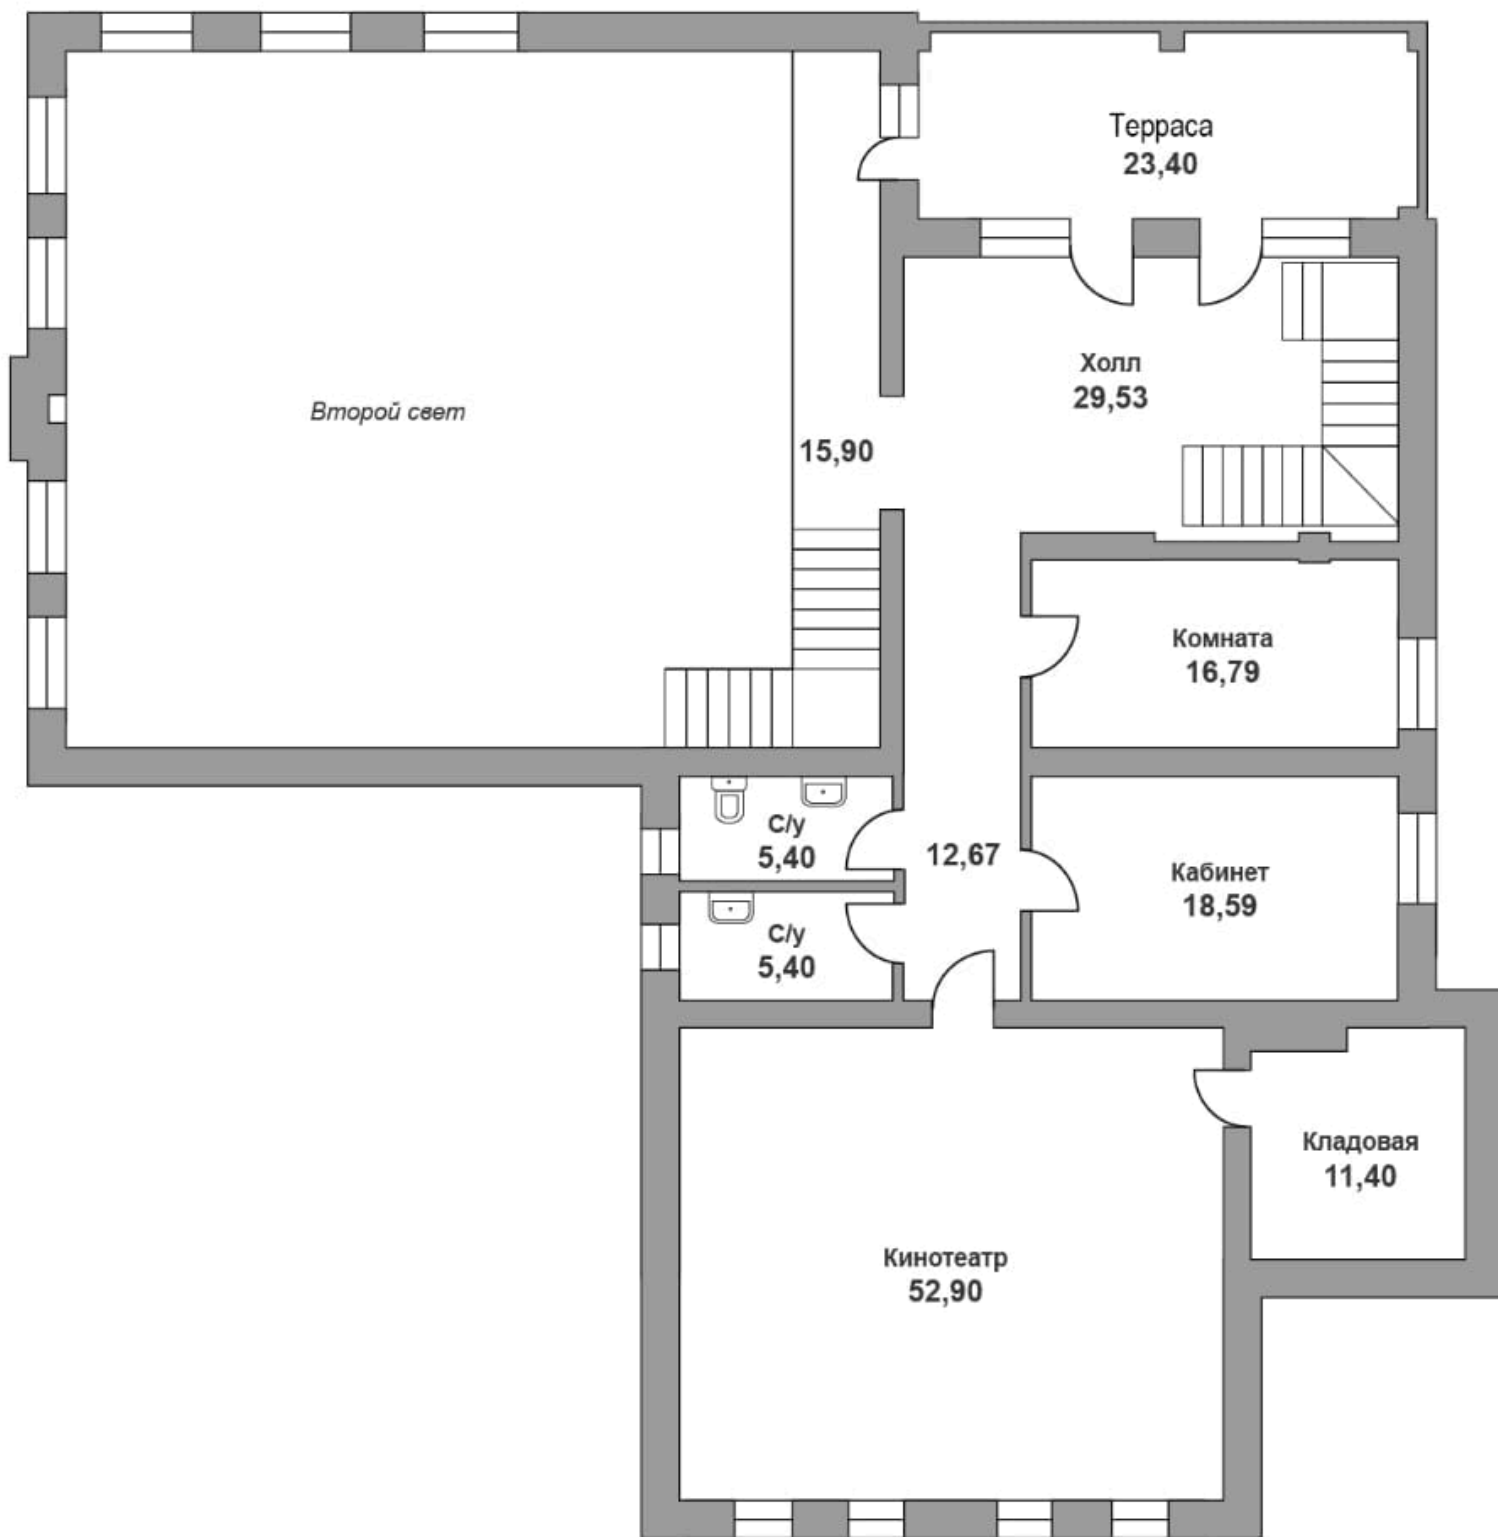 Терраса
23,40
Холл
29,53
Второй свет
15,90
Комната
16,79
С/у
5,40
12,67
Кабинет
18,59
С/у
5,40
Кладовая
11,40
Кинотеатр
52,90